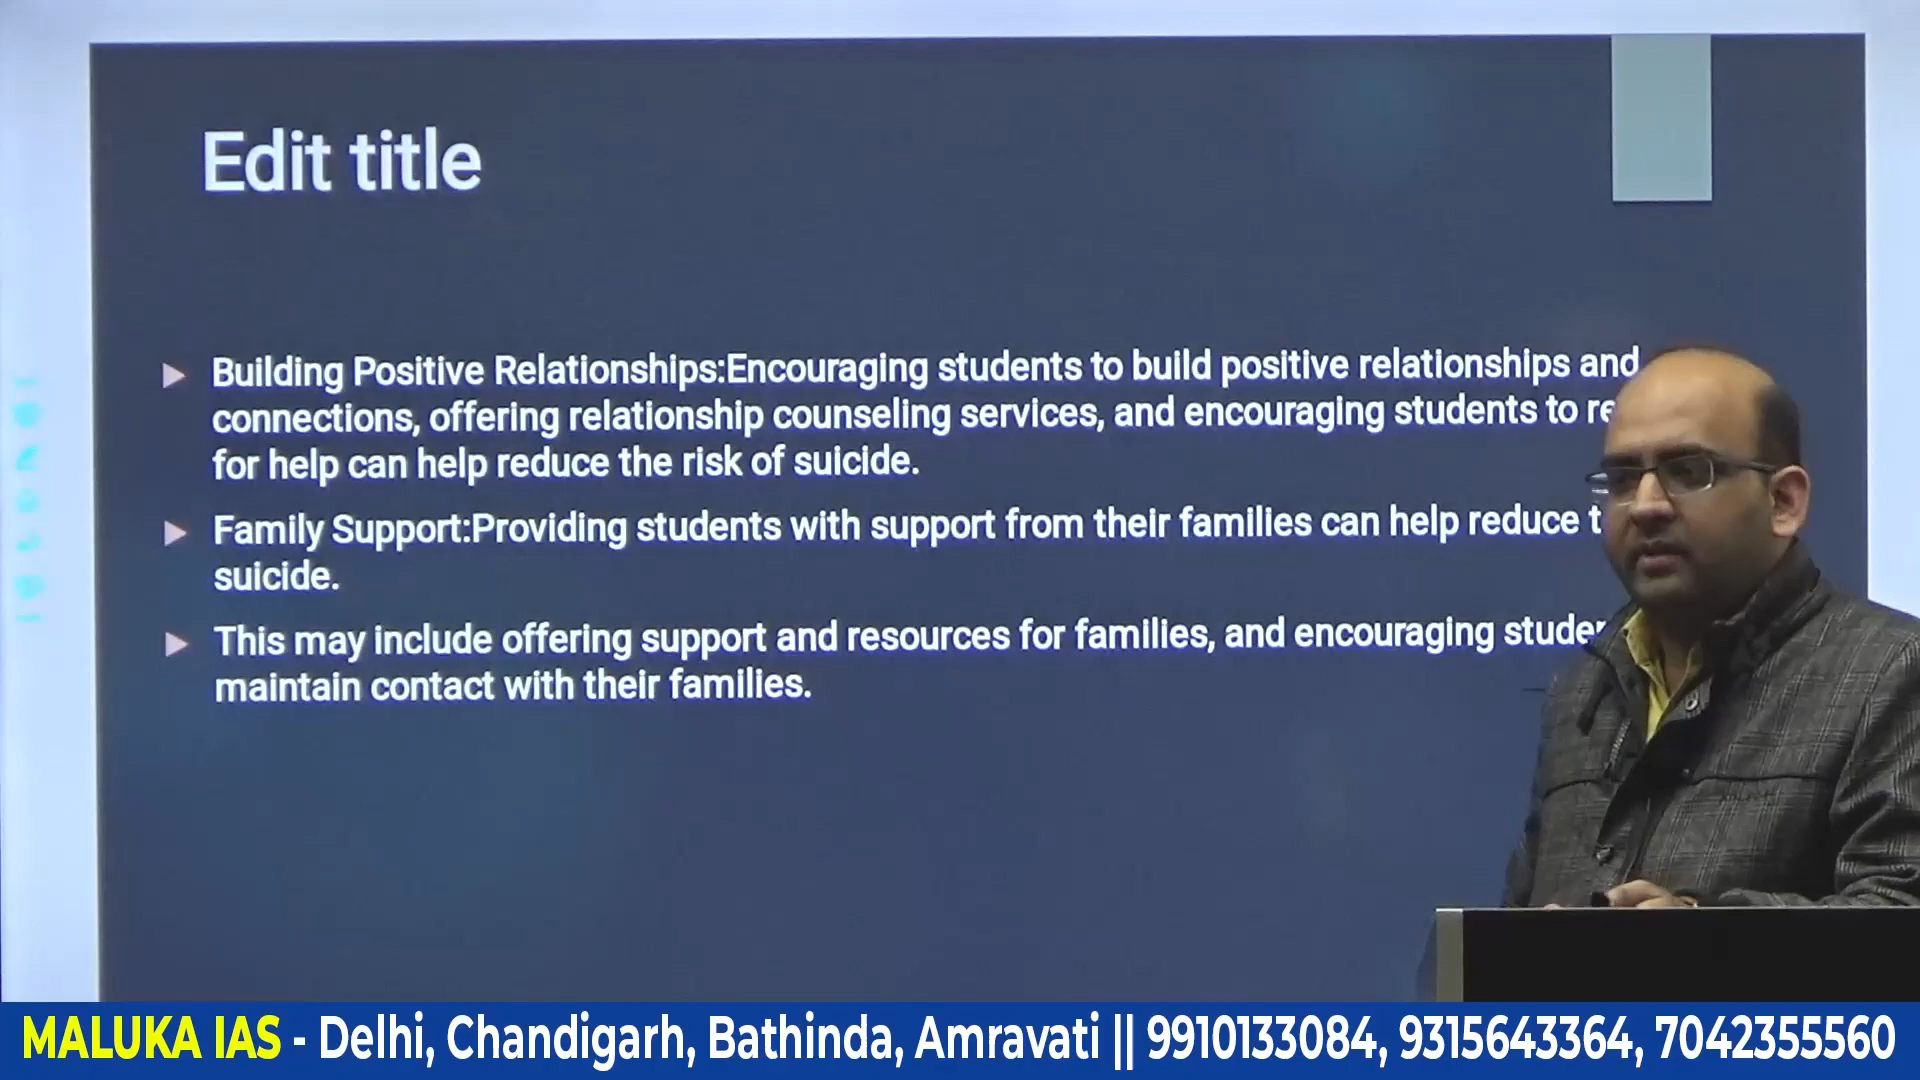 Edit title
Building Positive Relationships:Encouraging students to build positive relationships and
connections, offering relationship counseling services, and encouraging students to
for help can help reduce the risk of suicide.
Family Support:Providing students with support from their families can help reduce
suicide.
This may include offering support and resources for families, and encouraging
maintain contact with their families.
MALUKA IAS - Delhi, Chandigarh, Bathinda, Amravati || 9910133084, 9315643364, 7042355560